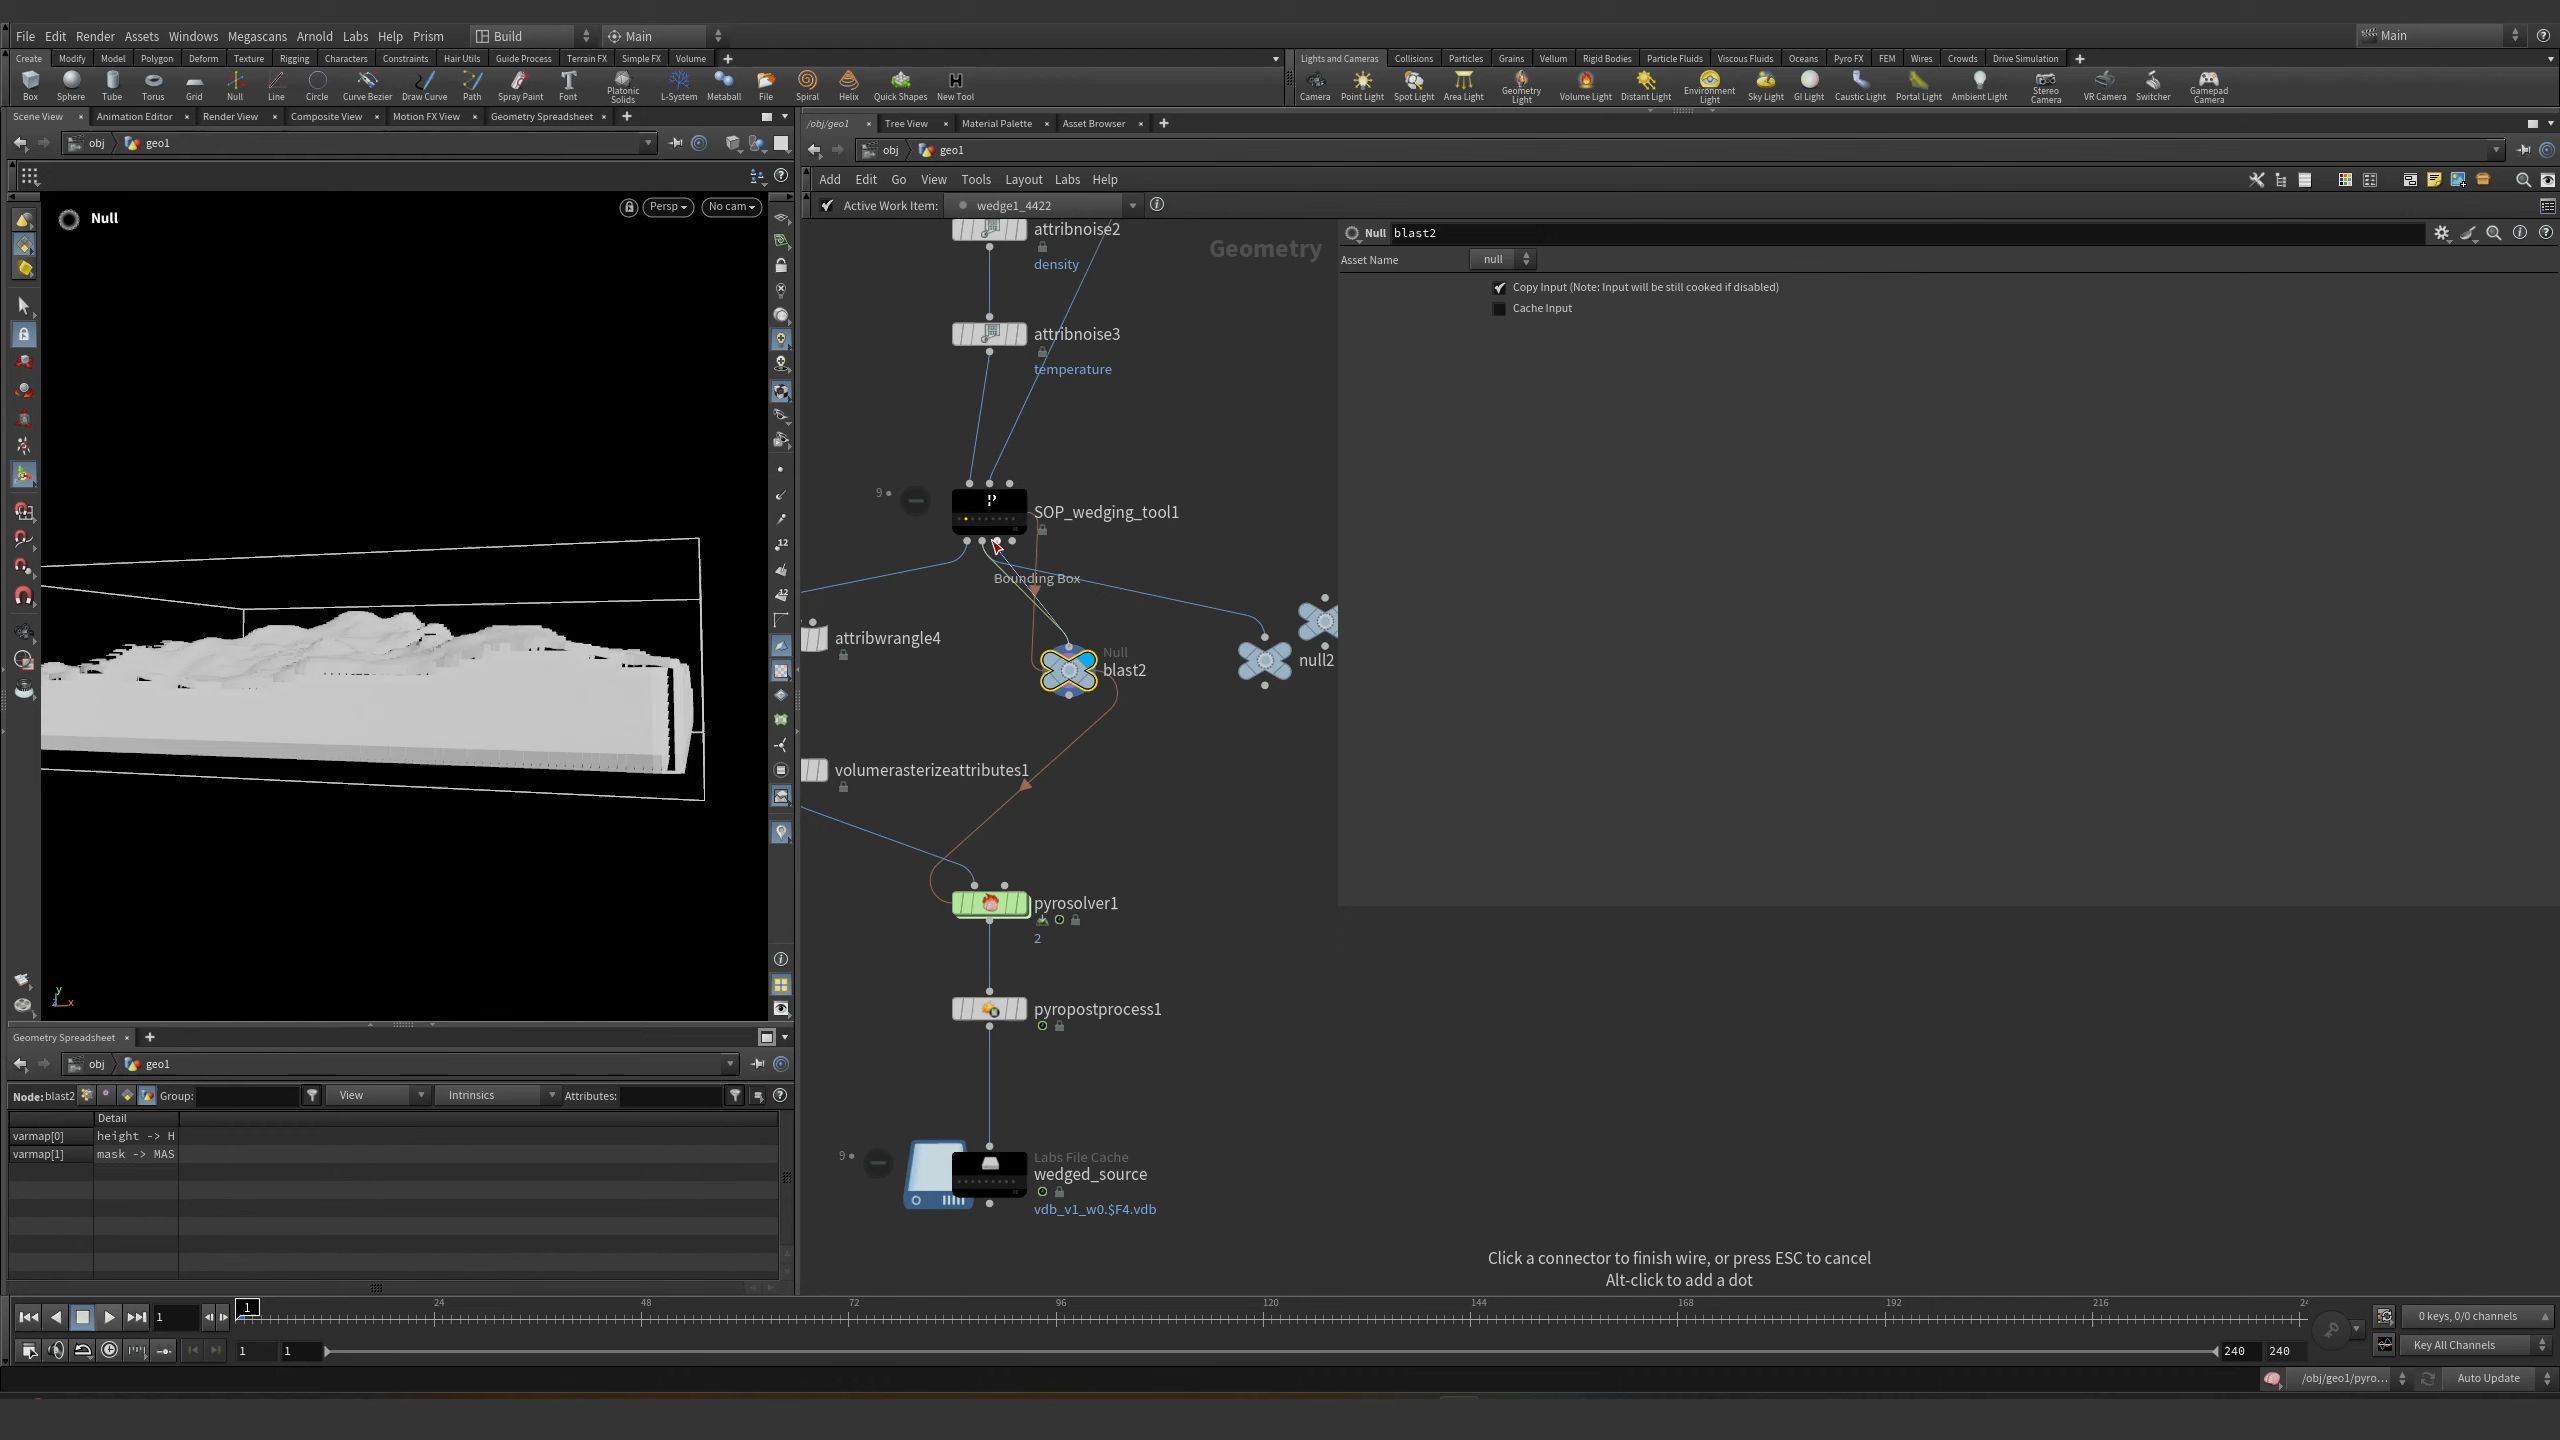 File Edit Render Assets Windows Megascans Arnold Labs Help Prism Build Main Main
Create Modify Model Polygon Deform Texture Rigging Characters Constraints Hair Utils Guide Process Terrain FX Simple FX Volume
Lights and Cameras Collisions Particles Grains Vellum Rigid Bodies Particle Fluids Viscous Fluids Oceans Pyro FX FEM Wires Crowds Drive Simulation
Box Sphere Tube Torus Grid Null Line Circle Curve Bezier Draw Curve Path Spray Paint Font Platonic Solids L-System Metaball File Spiral Helix Quick Shapes New Tool
Camera Point Light Spot Light Area Light Geometry Light Volume Light Distant Light Environment Light Sky Light GI Light Caustic Light Portal Light Ambient Light Stereo Camera VR Camera Switcher Gamepad Camera
Scene View Animation Editor Render View Composite View Motion FX View Geometry Spreadsheet
/obj/geo1 Tree View Material Palette Asset Browser
obj geo1
obj geo1
Add Edit Go View Tools Layout Labs Help
Active Work Item: wedge1_4422
Null
Persp
No cam
attribnoise2
density
Geometry
attribnoise3
temperature
9
SOP_wedging_tool1
Bounding Box
attribwrangle4
Null
blast2
null2
volumerasterizeattributes1
pyrosolver1
2
pyropostprocess1
9
Labs File Cache
wedged_source
vdb_v1_w0.$F4.vdb
Null blast2
Asset Name null
Copy Input (Note: Input will be still cooked if disabled)
Cache Input
12
12
y
z x
Click a connector to finish wire, or press ESC to cancel
Alt-click to add a dot
Geometry Spreadsheet
obj geo1
Node: blast2 Group: View Intrinsics Attributes:
Detail
varmap[0] height -> H
varmap[1] mask -> MAS
1 1 24 48 72 96 120 144 168 192 216
0 keys, 0/0 channels
1 1 240 240
Key All Channels
/obj/geo1/pyro... Auto Update